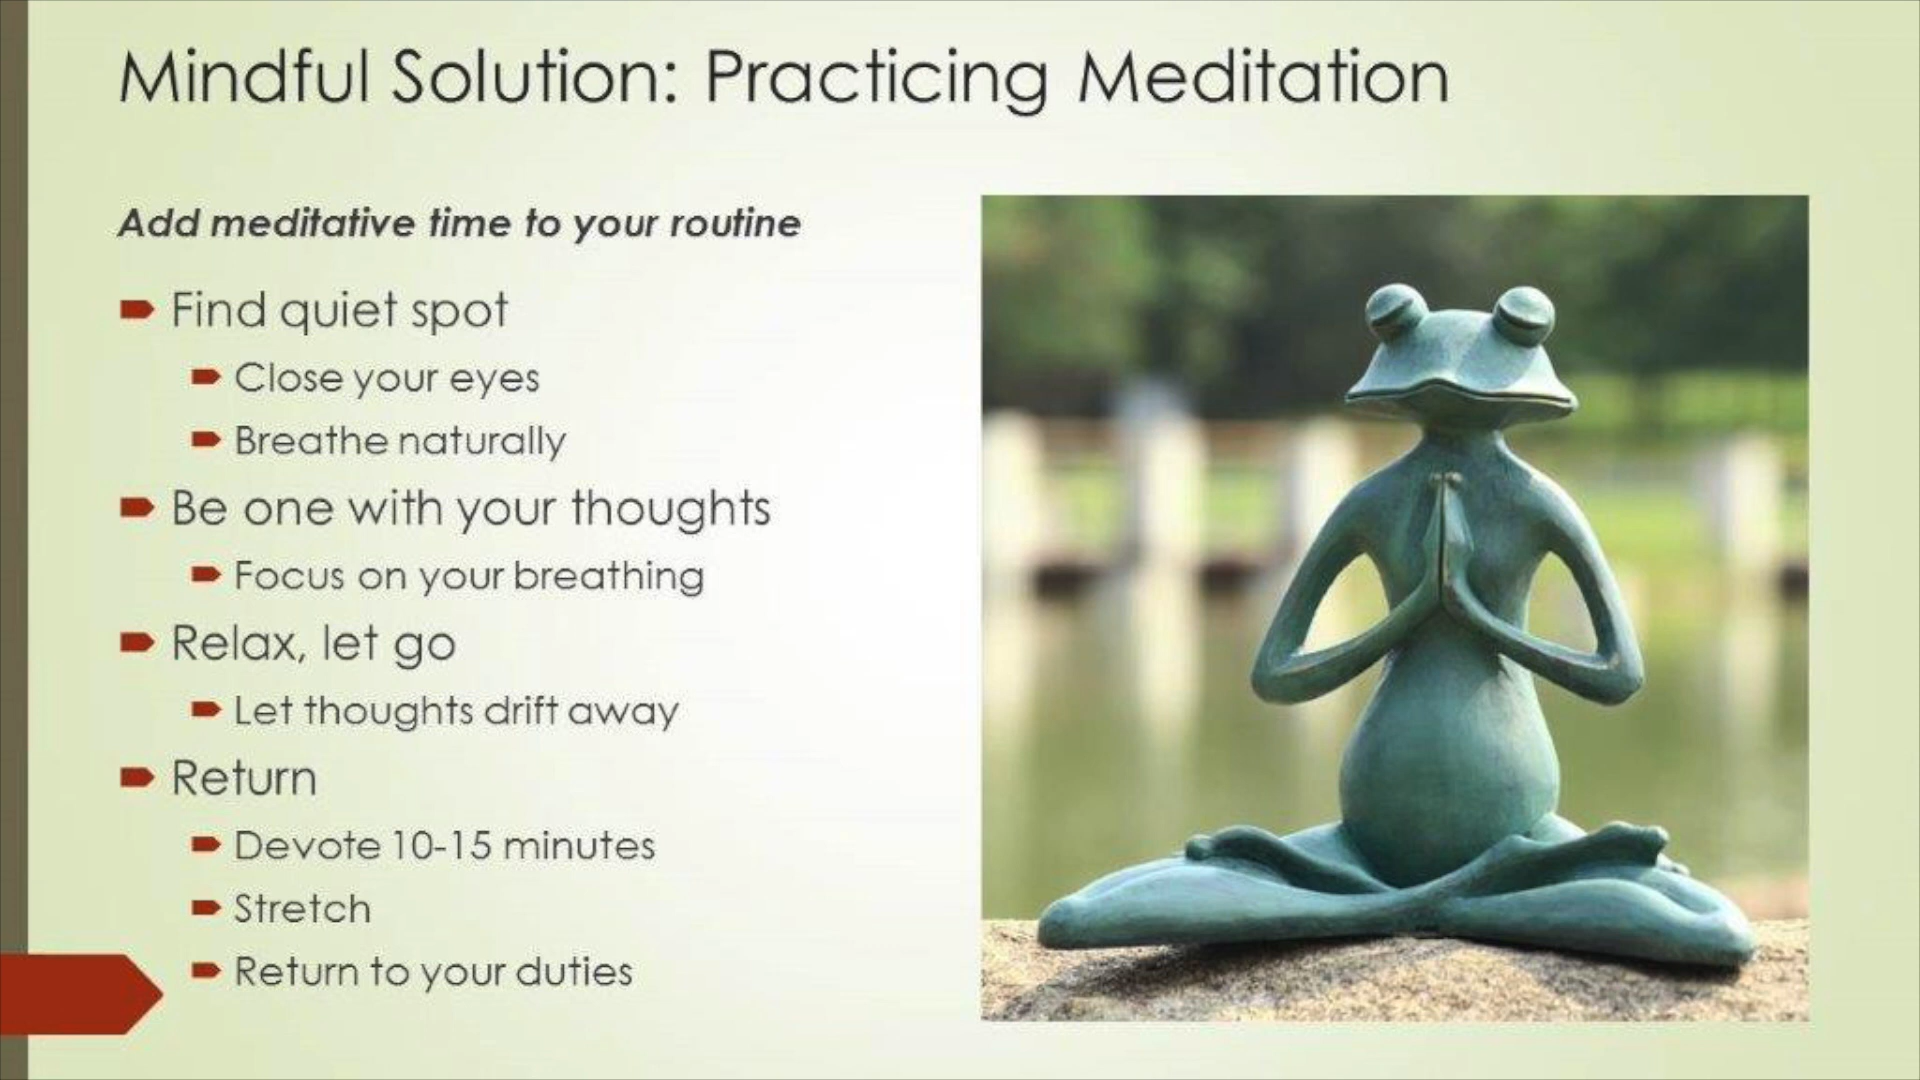 Mindful Solution: Practicing Meditation
Add meditative time to your routine
Find quiet spot
Close your eyes
Breathe naturally
Be one with your thoughts
Focus on your breathing
Relax, let go
Let thoughts drift away
Return
Devote 10-15 minutes
Stretch
Return to your duties